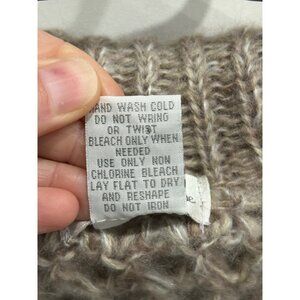 HAND WASH COLD
DO NOT WRING
OR TWIST
BLEACH ONLY WHEN
NEEDED
USE ONLY NON
CHLORINE BLEACH
LAY FLAT TO DRY
AND RESHAPE
DO NOT IRON